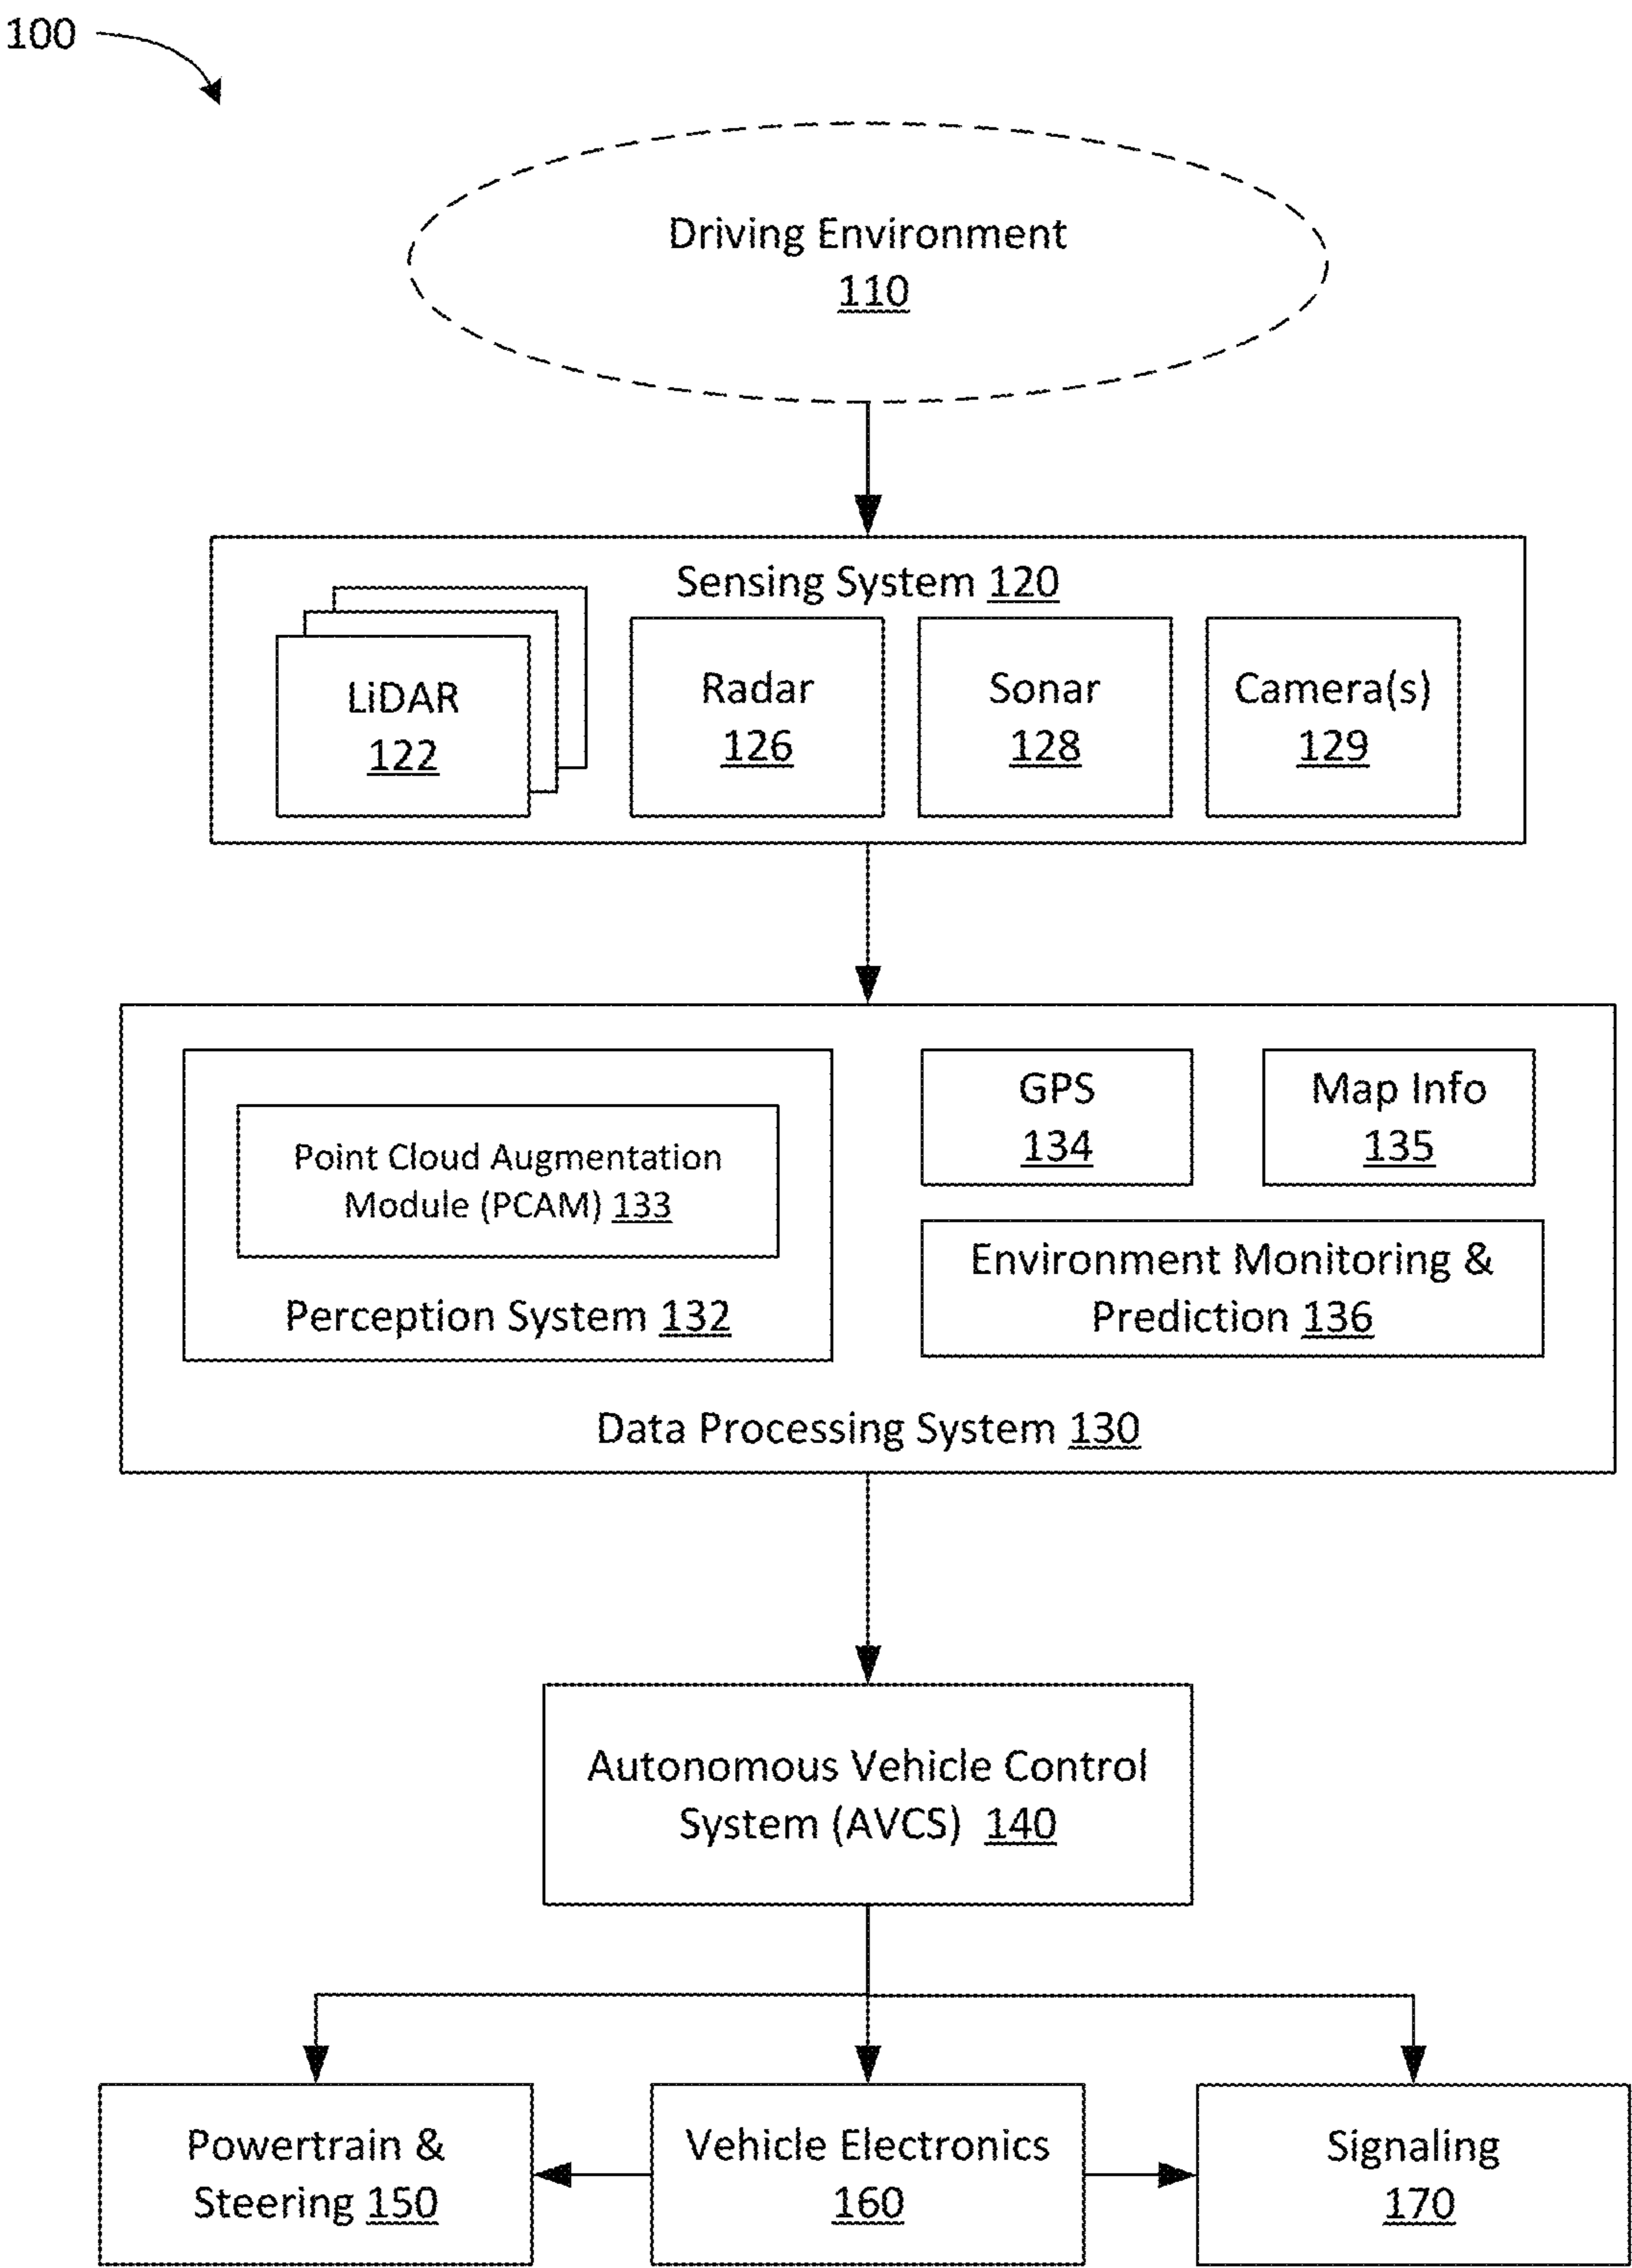 100
Driving Environment
110
Sensing System 120
LiDAR
122
Radar
126
Sonar
128
Camera(s)
129
Point Cloud Augmentation
Module (PCAM) 133
Perception System 132
GPS
134
Map Info
135
Environment Monitoring &
Prediction 136
Data Processing System 130
Autonomous Vehicle Control
System (AVCS) 140
Powertrain &
Steering 150
Vehicle Electronics
160
Signaling
170